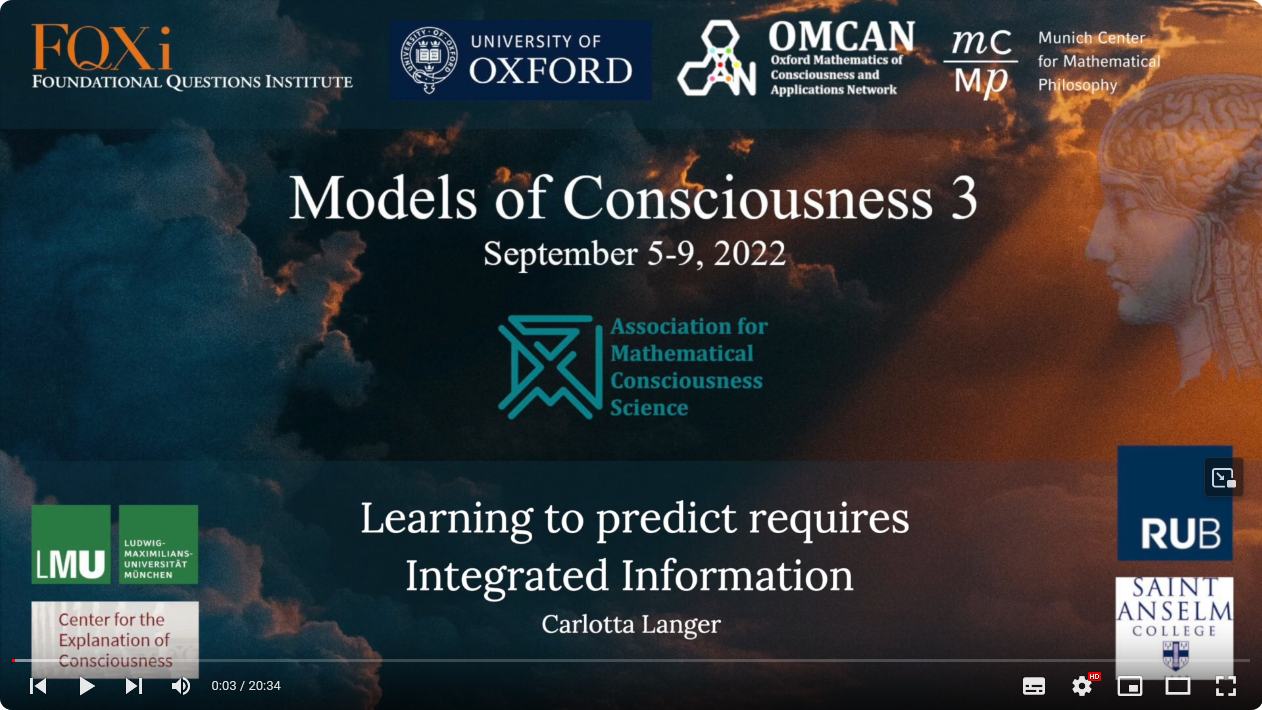 FQXi
FOUNDATIONAL QUESTIONS INSTITUTE
UNIVERSITY OF
OXFORD
OMCAN
Oxford Mathematics of
Consciousness and
Applications Network
CAN
mc
Mp
Munich Center
for Mathematical
Philosophy
Models of Consciousness 3
September 5-9, 2022
Association for
Mathematical
Consciousness
Science
Learning to predict requires
Integrated Information
Carlotta Langer
LMU
LUDWIG-
MAXIMILIANS-
UNIVERSITÄT
MÜNCHEN
Center for the
Explanation of
Consciousness
RUB
SAINT
ANSELM
COLLEGE
0:03 / 20:34
HD